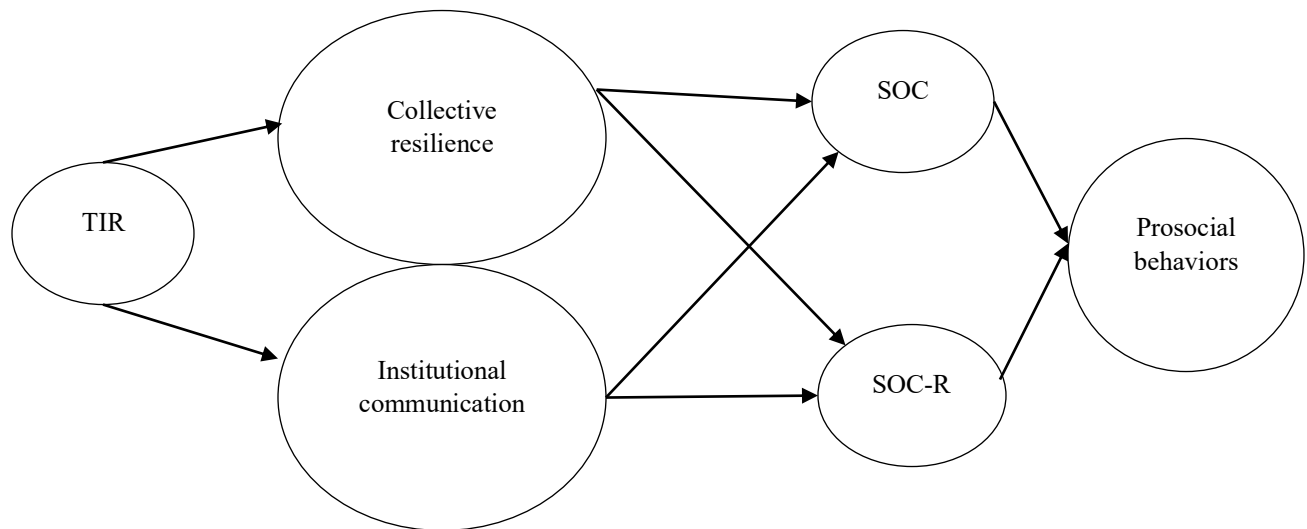 TIR
Collective
resilience
Institutional
communication
SOC
SOC-R
Prosocial
behaviors